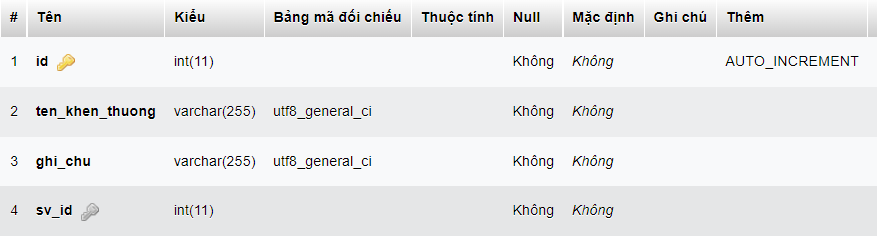 # Tên Kiểu Bảng mã đối chiếu Thuộc tính Null Mặc định Ghi chú Thêm
1 id int(11) Không Không AUTO_INCREMENT
2 ten_khen_thuong varchar(255) utf8_general_ci Không Không
3 ghi_chu varchar(255) utf8_general_ci Không Không
4 sv_id int(11) Không Không